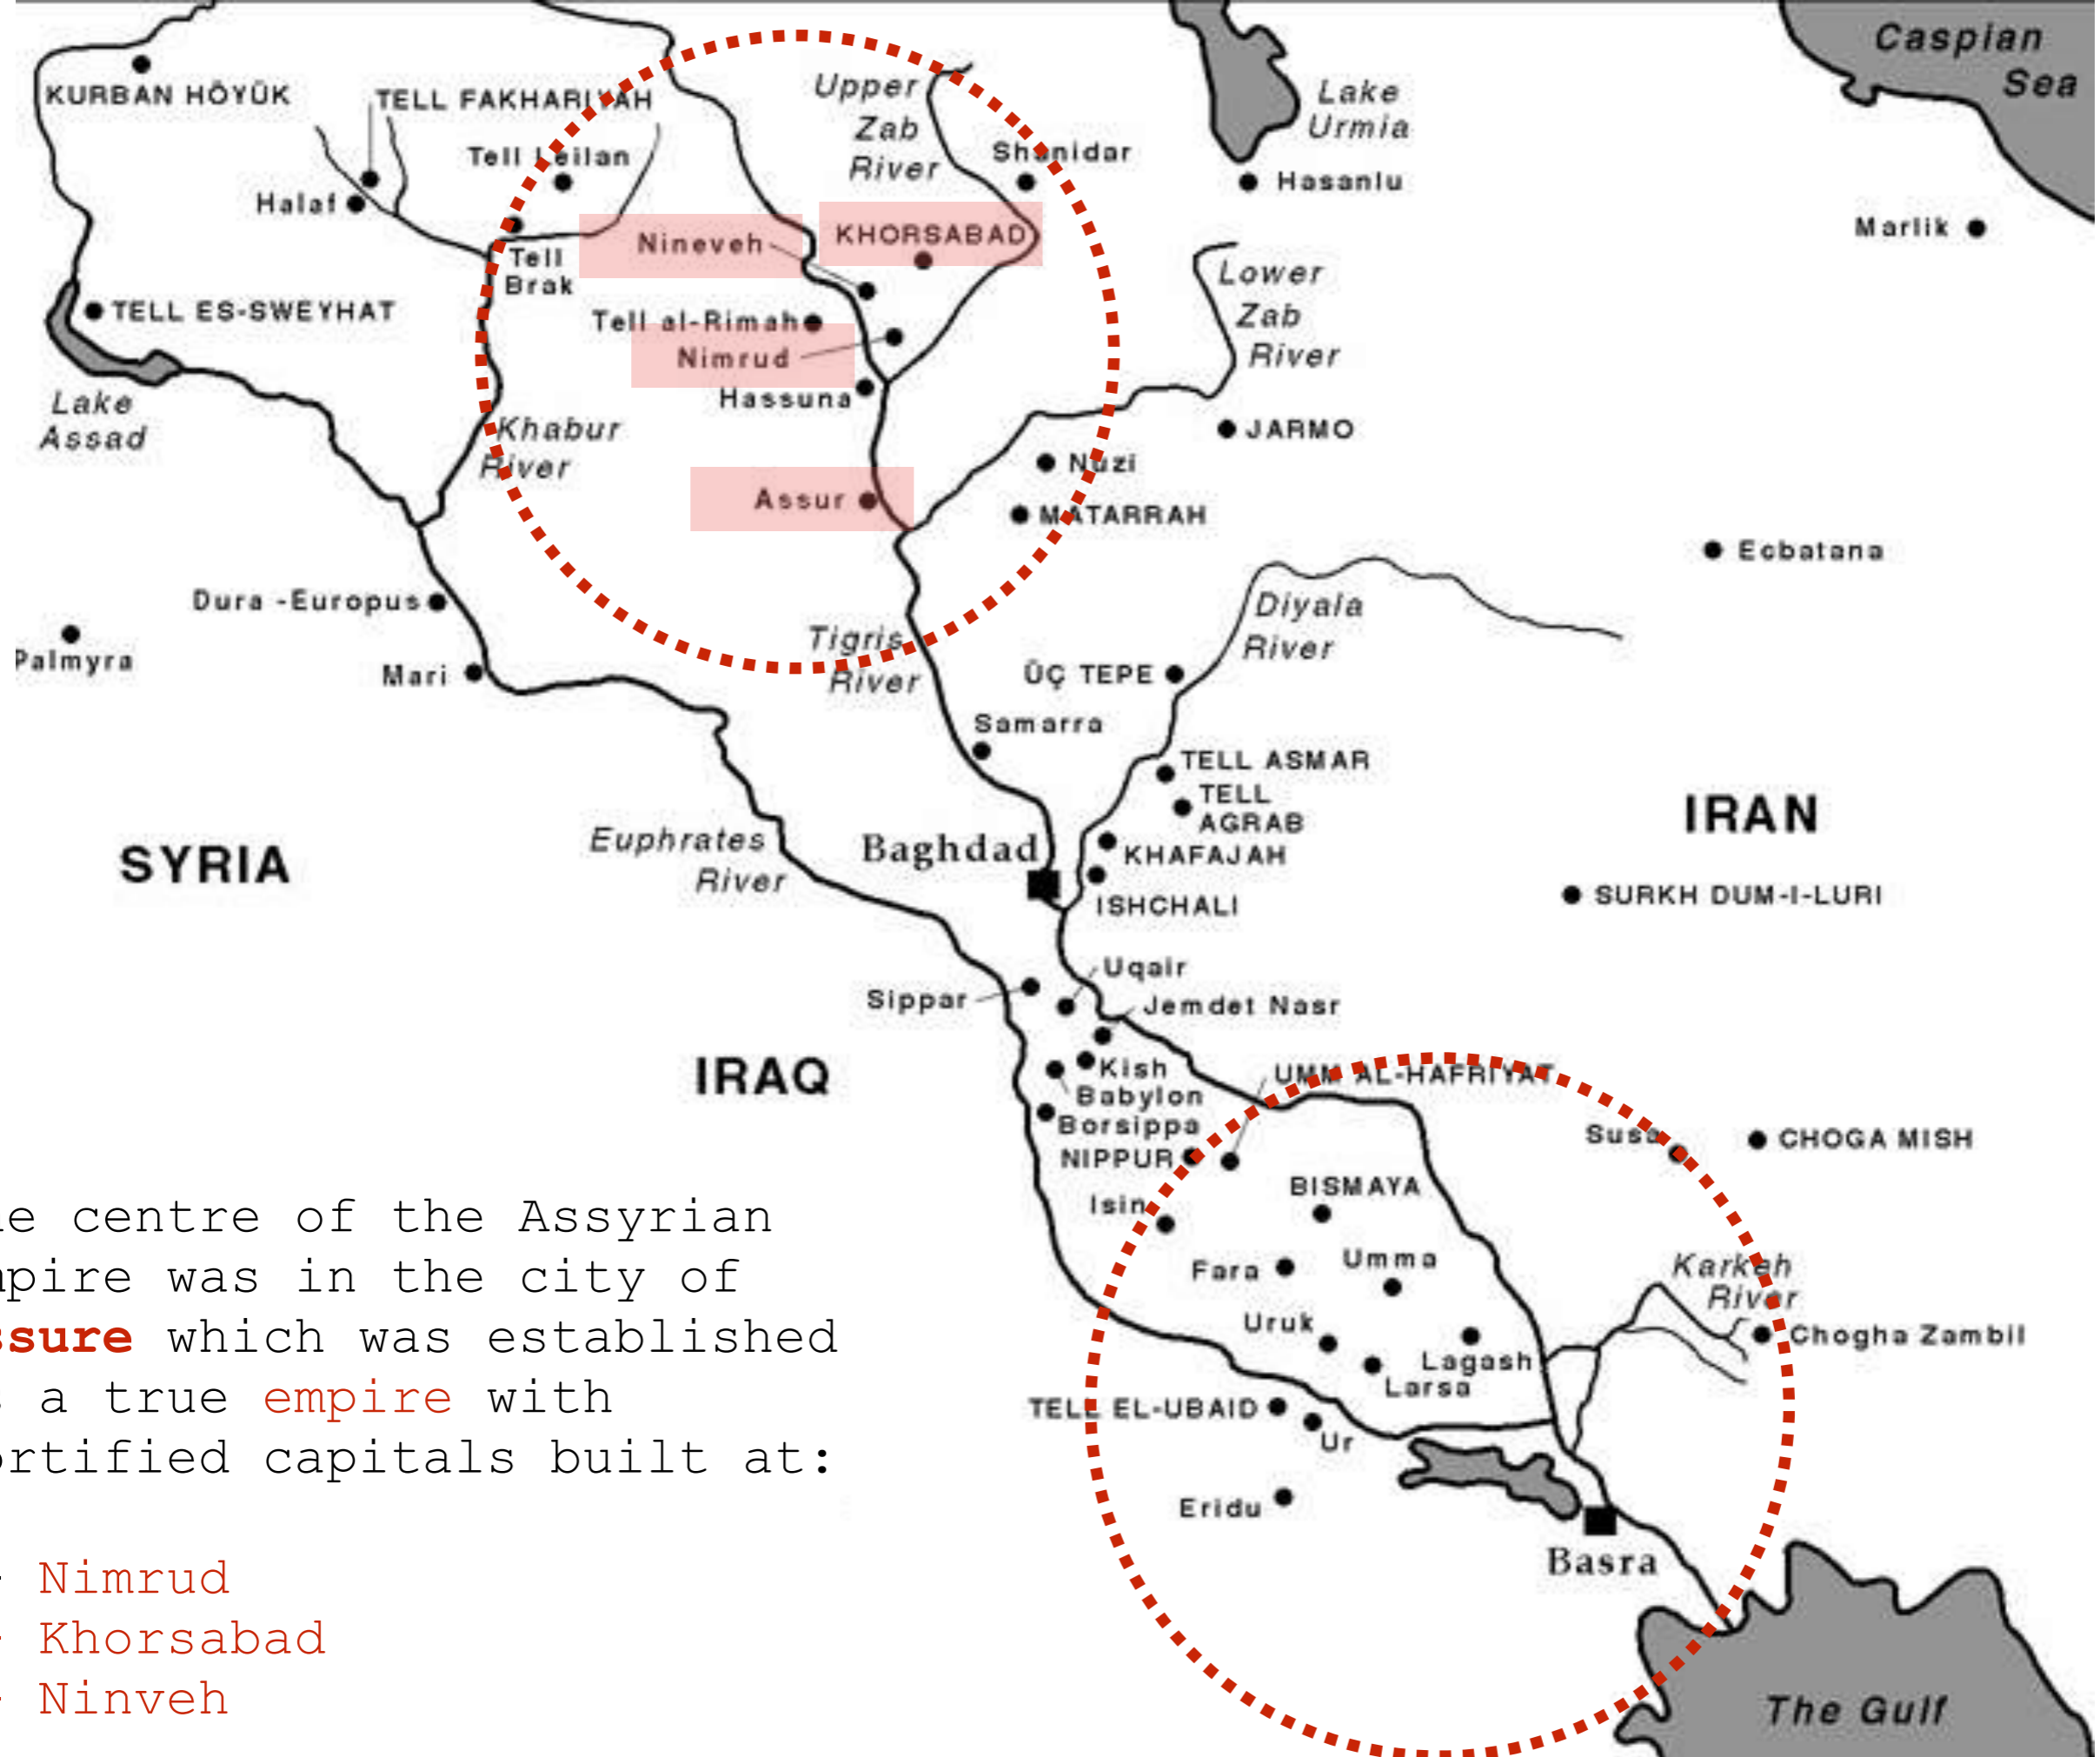 Caspian
Sea
KURBAN HÖYÜK
TELL FAKHARIYAH
Upper
Zab
River
Lake
Urmia
Tell Leilan
Shanidar
Hasanlu
Halaf
Marlik
Nineveh
KHORSABAD
Tell
Brak
Lower
Zab
River
TELL ES-SWEYHAT
Tell al-Rimah
Nimrud
Hassuna
Lake
Assad
Khabur
River
JARMO
Nuzi
Assur
MATARRAH
Ecbatana
Dura -Europus
Diyala
River
Palmyra
Mari
Tigris
River
ÜÇ TEPE
Samarra
TELL ASMAR
TELL
AGRAB
IRAN
SYRIA
Euphrates
River
Baghdad
KHAFAJAH
ISHCHALI
SURKH DUM-I-LURI
Uqair
Sippar
Jemdet Nasr
IRAQ
Kish
Babylon
Borsippa
UMM AL-HAFRIYAT
NIPPUR
Susa
CHOGA MISH
Isin
BISMAYA
Fara
Umma
Karkeh
River
Uruk
Lagash
Larsa
Chogha Zambil
TELL EL-UBAID
Ur
Eridu
Basra
The Gulf
le centre of the Assyrian
npire was in the city of
ssure which was established
a true empire with
ortified capitals built at:
Nimrud
Khorsabad
Ninveh